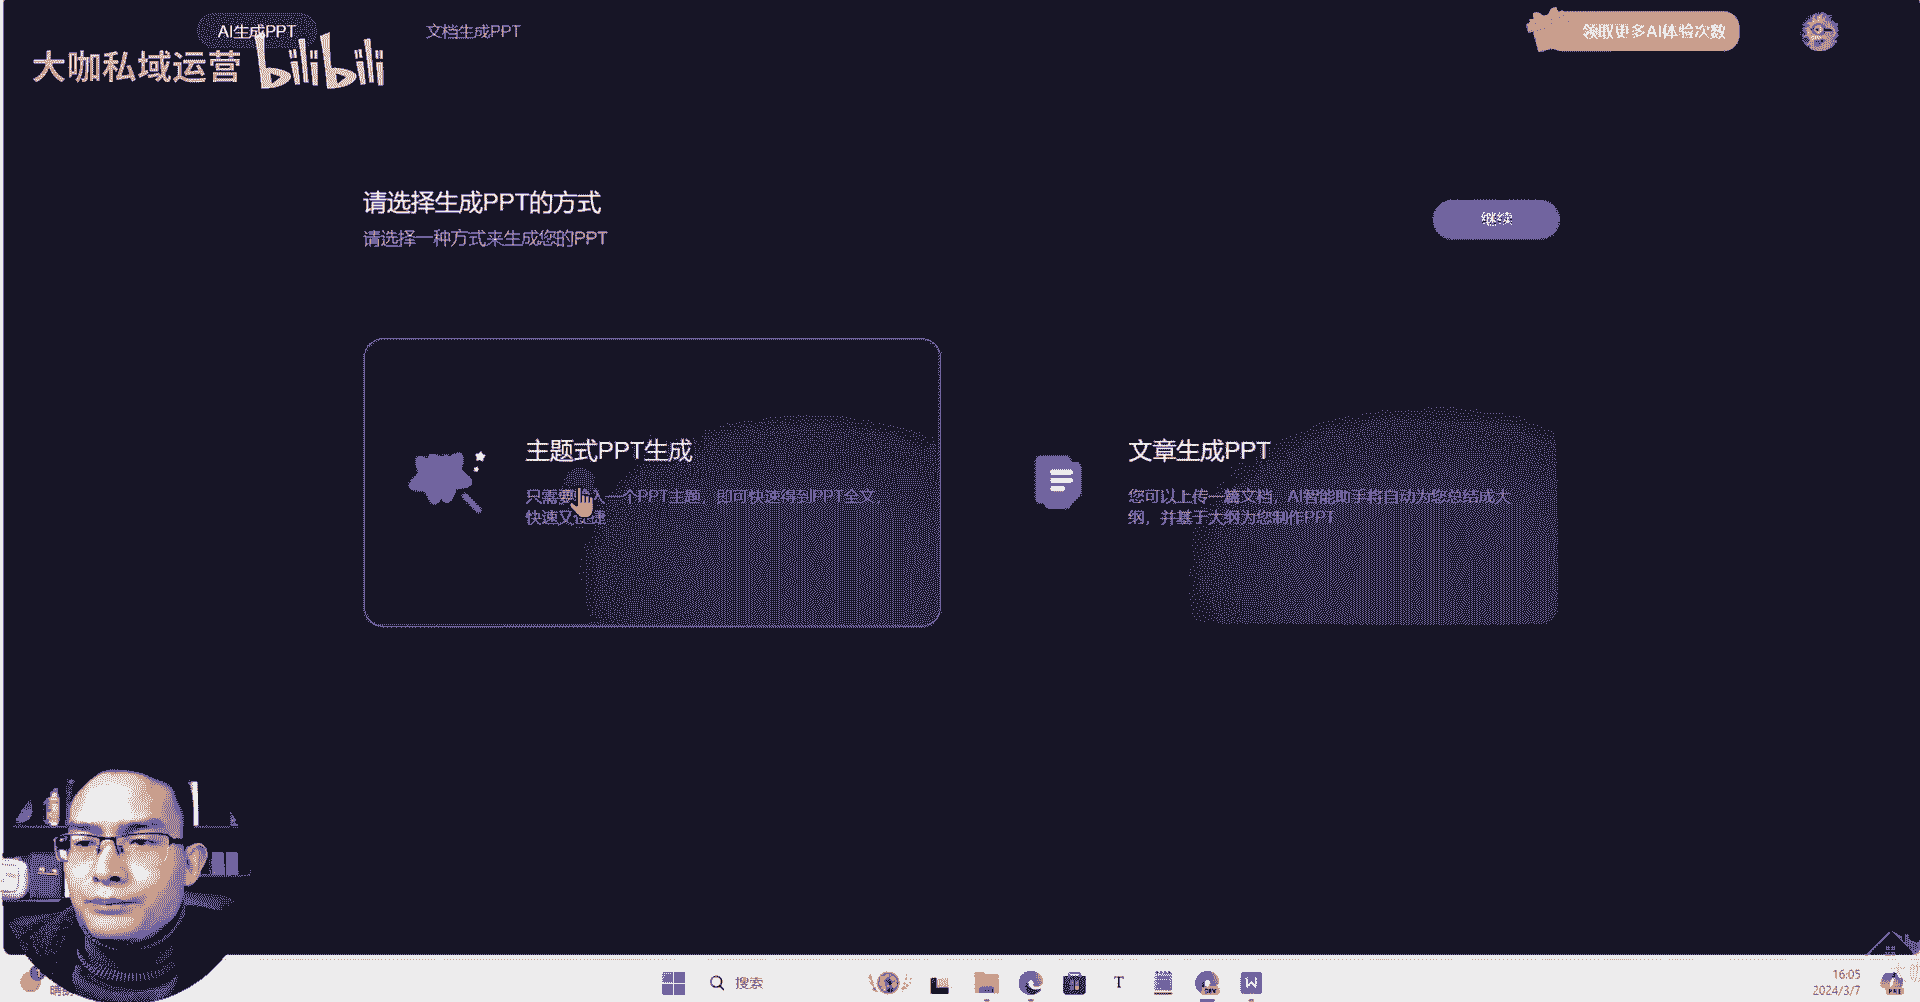 AI生成PPT
文档生成PPT
领取更多AI体验次数
大咖私域运营 bilibili
请选择生成PPT的方式
请选择一种方式来生成您的PPT
继续
主题式PPT生成
只需要输入一个PPT主题，即可快速得到PPT全文，
快速又便捷
文章生成PPT
您可以上传一篇文档，AI智能助手将自动为您总结成大
纲，并基于大纲为您制作PPT
搜索
16:05
2024/3/7